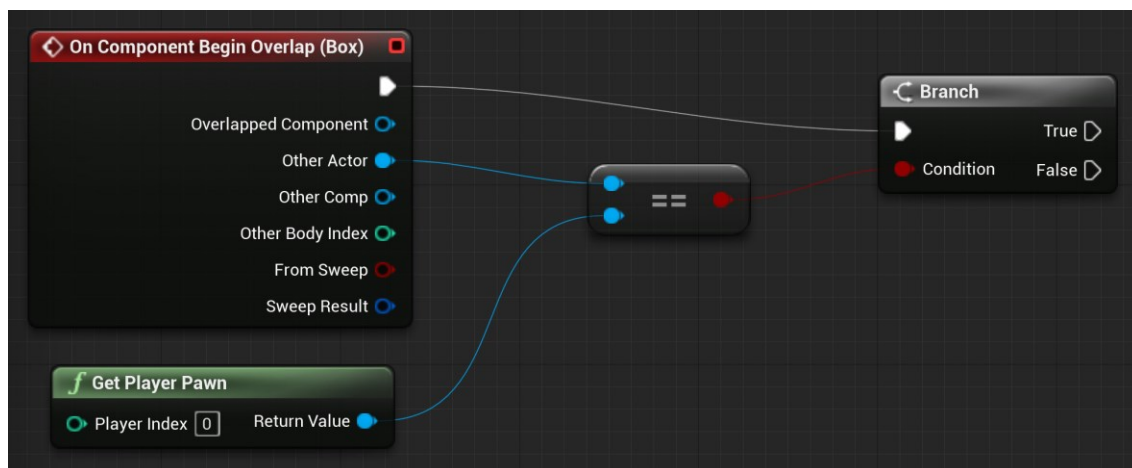 On Component Begin Overlap (Box)
Overlapped Component
Other Actor
Other Comp
Other Body Index
From Sweep
Sweep Result
f Get Player Pawn
Player Index 0 Return Value
==
Branch
True
Condition False